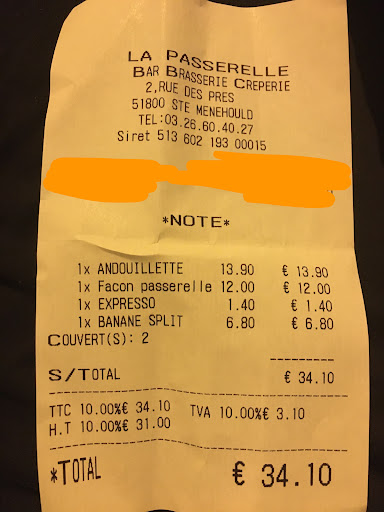 LA PASSERELLE
BAR BRASSERIE CREPERIE
2,RUE DES PRES
51800 STE MENEHOULD
TEL:03.26.60.40.27
Siret 513 602 193 00015
*NOTE*
1x ANDOUILLETTE 13.90 € 13.90
1x Facon passerelle 12.00 € 12.00
1x EXPRESSO 1.40 € 1.40
1x BANANE SPLIT 6.80 € 6.80
COUVERT(S): 2
S/TOTAL € 34.10
TTC 10.00%€ 34.10 TVA 10.00%€ 3.10
H.T 10.00%€ 31.00
*TOTAL € 34.10